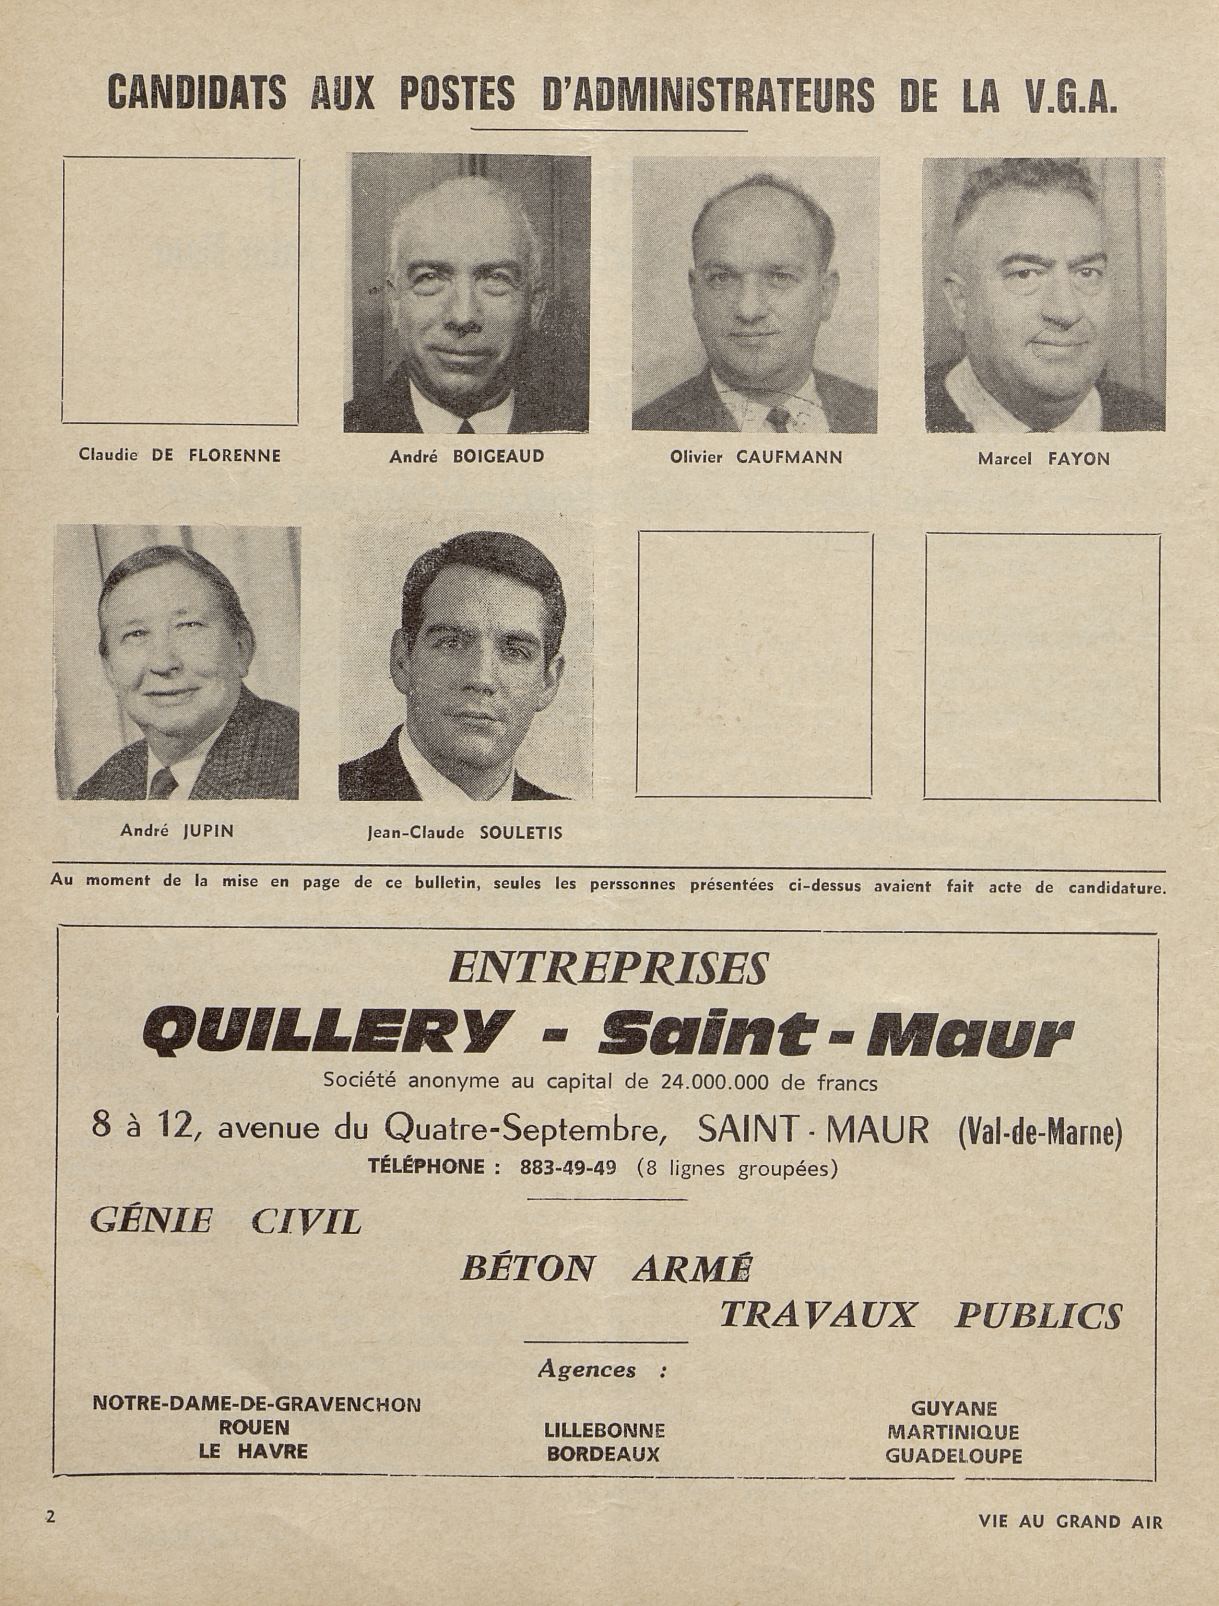 CANDIDATS AUX POSTES D'ADMINISTRATEURS DE LA V.G.A.
Claudie DE FLORENNE
André BOIGEAUD
Olivier CAUFMANN
Marcel FAYON
André JUPIN
Jean-Claude SOULETIS
Au moment de la mise en page de ce bulletin, seules les perssonnes présentées ci-dessus avaient fait acte de candidature.
ENTREPRISES
QUILLERY - Saint-Maur
Société anonyme au capital de 24.000.000 de francs
8 à 12, avenue du Quatre-Septembre, SAINT-MAUR (Val-de-Marne)
TÉLÉPHONE : 883-49-49 (8 lignes groupées)
GÉNIE CIVIL
BÉTON ARMÉ
TRAVAUX PUBLICS
Agences :
NOTRE-DAME-DE-GRAVENCHON
ROUEN
LE HAVRE
LILLEBONNE
BORDEAUX
GUYANE
MARTINIQUE
GUADELOUPE
2
VIE AU GRAND AIR